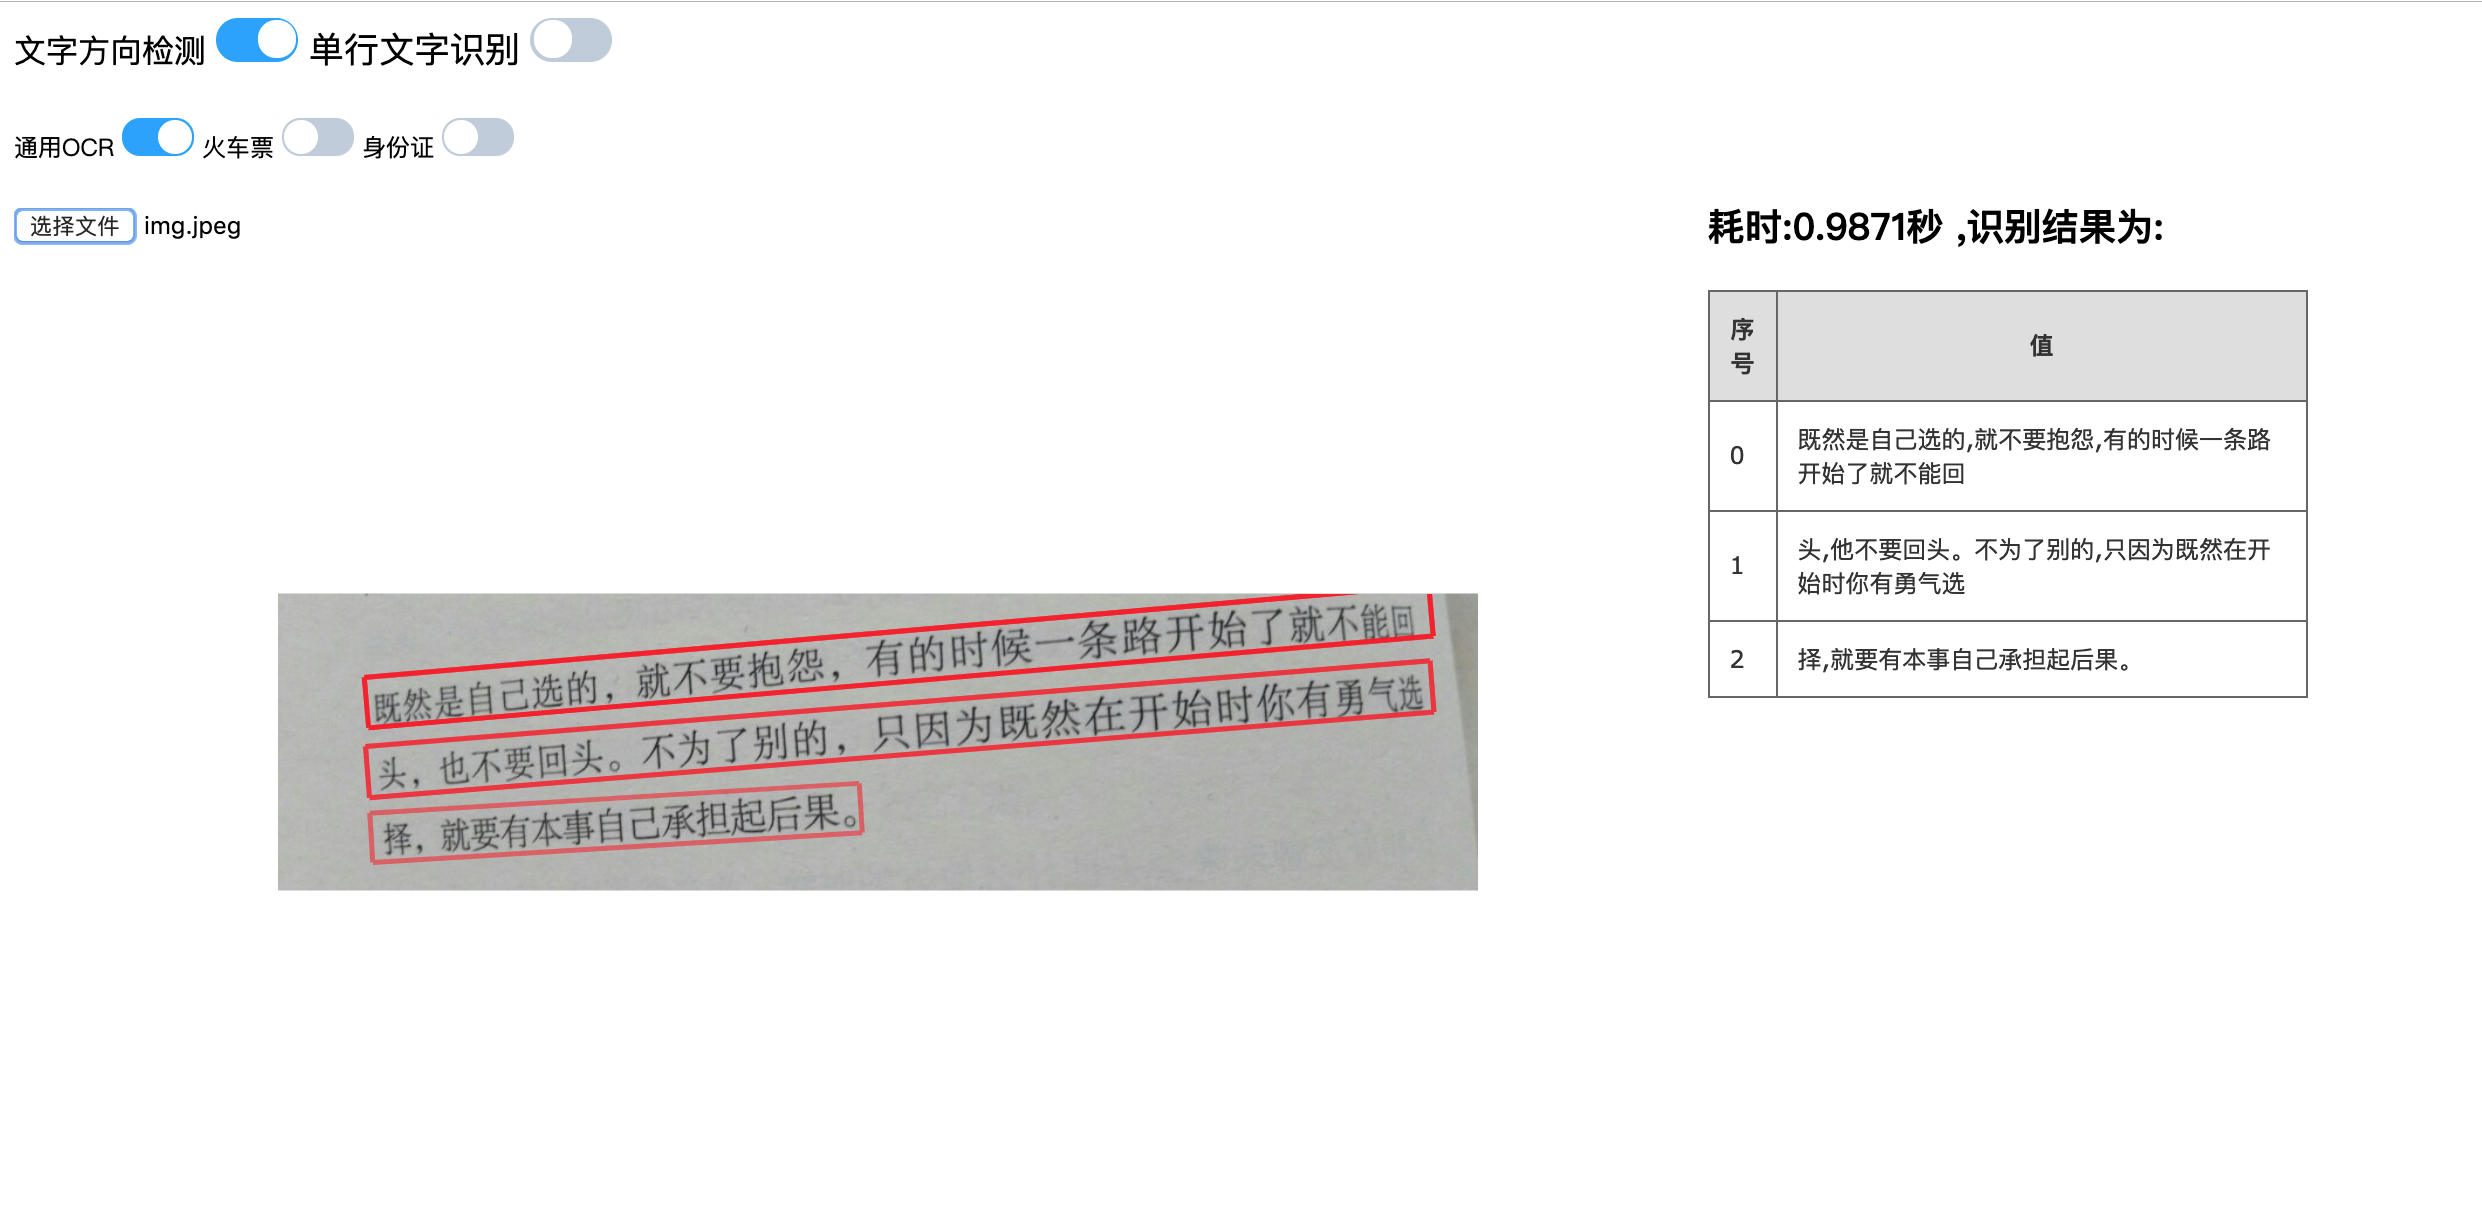 文字方向检测 单行文字识别
通用OCR 火车票 身份证
选择文件 img.jpeg
既然是自己选的，就不要抱怨，有的时候一条路开始了就不能回
头，也不要回头。不为了别的，只因为既然在开始时你有勇气选
择，就要有本事自己承担起后果。
耗时:0.9871秒 ,识别结果为:
序
号
值
0
既然是自己选的,就不要抱怨,有的时候一条路
开始了就不能回
1
头,他不要回头。不为了别的,只因为既然在开
始时你有勇气选
2
择,就要有本事自己承担起后果。